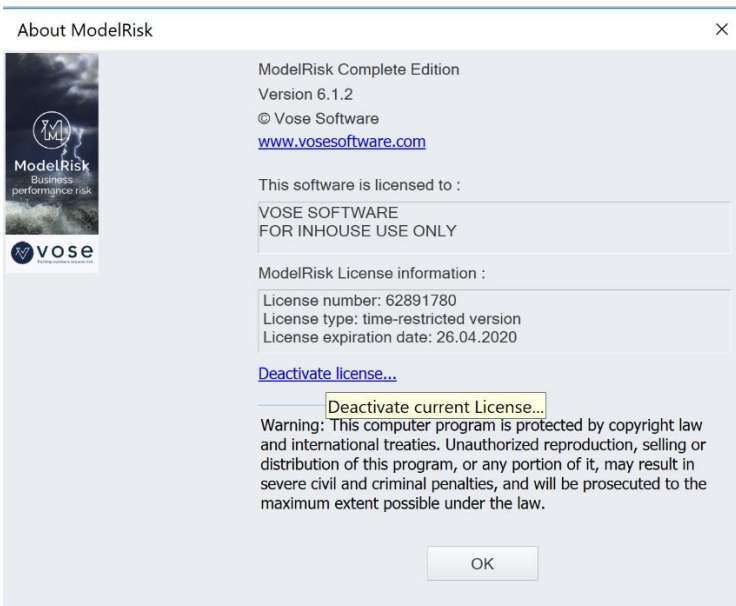 About ModelRisk
ModelRisk
Business
performance risk
vose
ModelRisk Complete Edition
Version 6.1.2
© Vose Software
www.vosesoftware.com
This software is licensed to :
VOSE SOFTWARE
FOR INHOUSE USE ONLY
ModelRisk License information :
License number: 62891780
License type: time-restricted version
License expiration date: 26.04.2020
Deactivate license...
Deactivate current License...
Warning: This computer program is protected by copyright law
and international treaties. Unauthorized reproduction, selling or
distribution of this program, or any portion of it, may result in
severe civil and criminal penalties, and will be prosecuted to the
maximum extent possible under the law.
OK